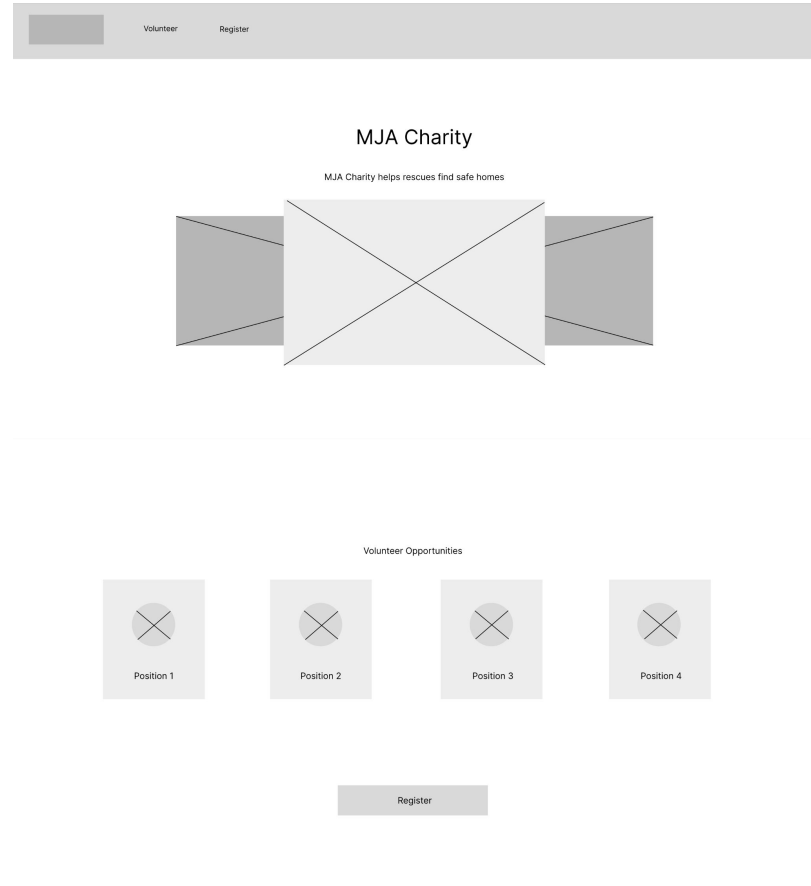 Volunteer
Register
MJA Charity
MJA Charity helps rescues find safe homes
Volunteer Opportunities
Position 1
Position 2
Position 3
Position 4
Register